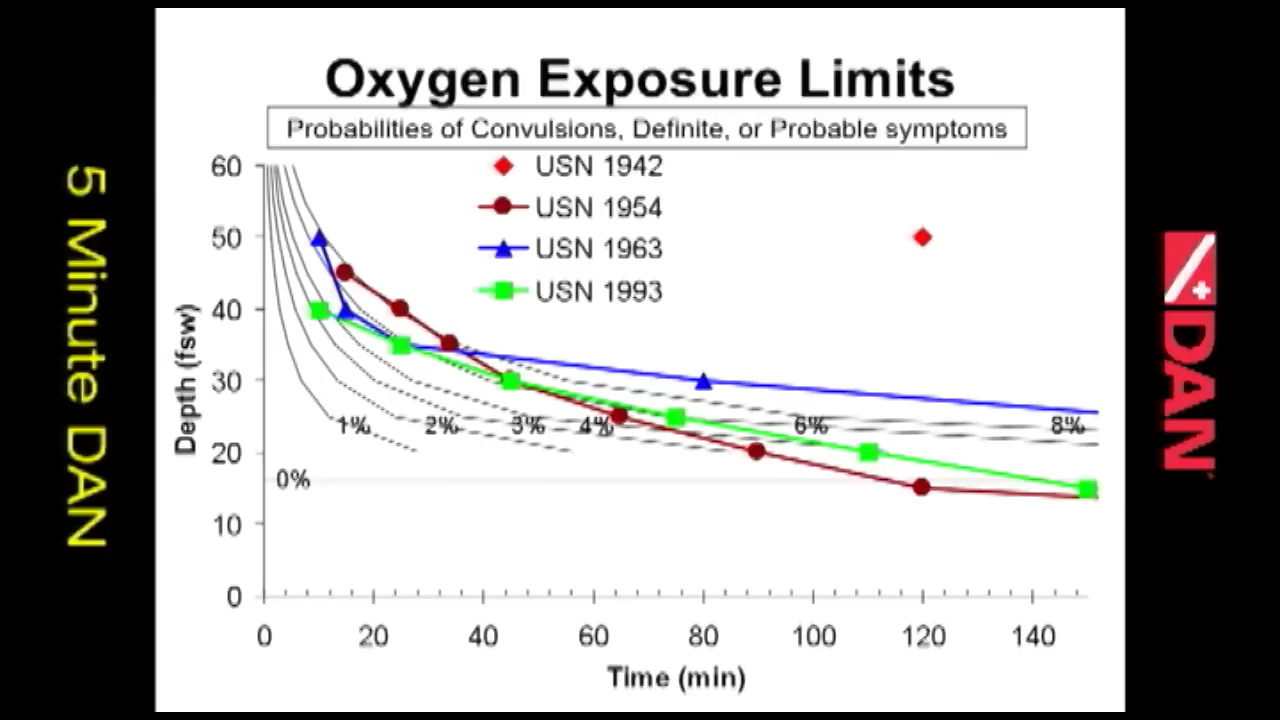 Oxygen Exposure Limits
Probabilities of Convulsions, Definite, or Probable symptoms
USN 1942
USN 1954
USN 1963
USN 1993
Depth (fsw)
60
50
40
30
20
10
0
1% 2% 3% 4% 6% 8%
0%
0 20 40 60 80 100 120 140
Time (min)
5 Minute DAN
DAN